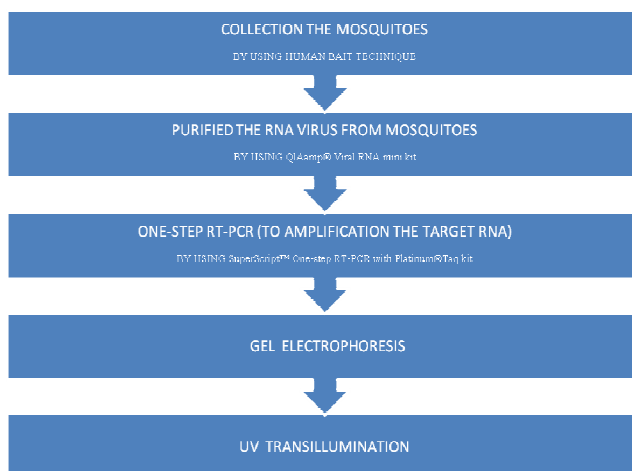 COLLECTION THE MOSQUITOES
BY USING HUMAN BAIT TECHNIQUE
PURIFIED THE RNA VIRUS FROM MOSQUITOES
BY USING QIAamp® Viral RNA mini kit
ONE-STEP RT-PCR (TO AMPLIFICATION THE TARGET RNA)
BY USING SuperScript™ One-step RT-PCR with Platinum®Taq kit
GEL ELECTROPHORESIS
UV TRANSILLUMINATION